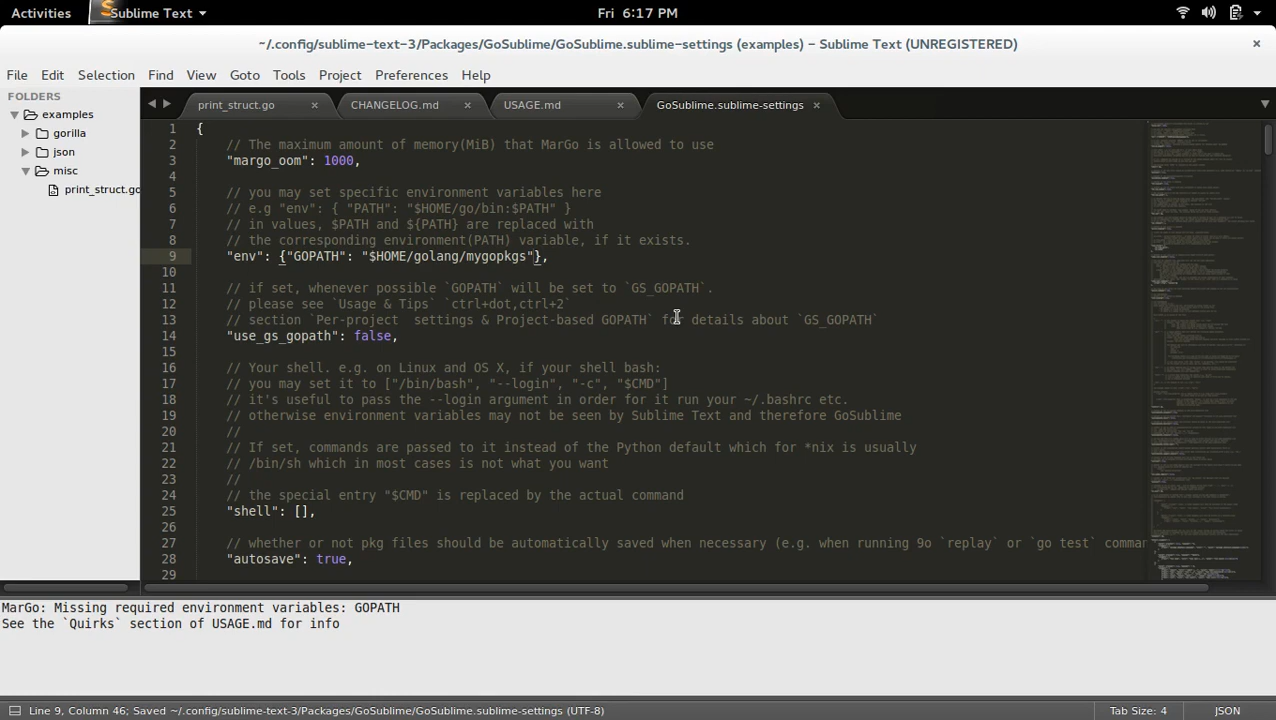 Activities
Sublime Text
Fri 6:17 PM
~/.config/sublime-text-3/Packages/GoSublime/GoSublime.sublime-settings (examples) – Sublime Text (UNREGISTERED)
×
File Edit Selection Find View Goto Tools Project Preferences Help
FOLDERS
examples
gorilla
json
misc
print_struct.go
print_struct.go × CHANGELOG.md × USAGE.md × GoSublime.sublime-settings ×
1 {
2 // The maximum amount of memory(MiB) that MarGo is allowed to use
3 "margo_oom": 1000,
4
5 // you may set specific environment variables here
6 // e.g "env": { "PATH": "$HOME/go/bin:$PATH" }
7 // in values, $PATH and ${PATH} are replaced with
8 // the corresponding environment(PATH) variable, if it exists.
9 "env": {"GOPATH": "$HOME/golang/mygopkgs"},
10
11 // if set, whenever possible `GOPATH` will be set to `GS_GOPATH`.
12 // please see `Usage & Tips` `ctrl+dot,ctrl+2`
13 // section `Per-project  settings & Project-based GOPATH` for details about `GS_GOPATH`
14 "use_gs_gopath": false,
15
16 // Your shell. e.g. on Linux and OS X, if your shell bash:
17 // you may set it to ["/bin/bash", "--login", "-c", "$CMD"]
18 // it's useful to pass the --login argument in order for it run your ~/.bashrc etc.
19 // otherwise environment variables may not be seen by Sublime Text and therefore GoSublime
20 //
21 // If set, commands are passed to it instead of the Python default which for *nix is usually
22 // /bin/sh which in most cases is not what you want
23 //
24 // the special entry "$CMD" is replaced by the actual command
25 "shell": [],
26
27 // whether or not pkg files should be automatically saved when necessary (e.g. when running 9o `replay` or `go test` comman
28 "autosave": true,
29
MarGo: Missing required environment variables: GOPATH
See the `Quirks` section of USAGE.md for info
Line 9, Column 46; Saved ~/.config/sublime-text-3/Packages/GoSublime/GoSublime.sublime-settings (UTF-8)
Tab Size: 4
JSON